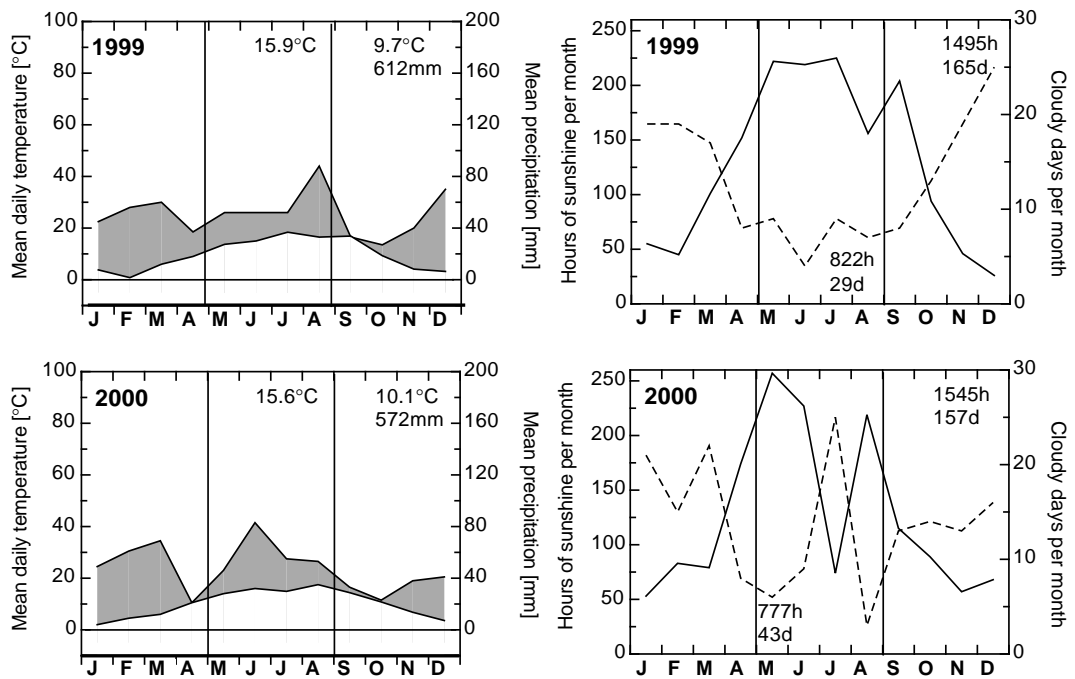 100
80
60
40
20
0
Mean daily temperature [°C]
1999
15.9°C
9.7°C
612mm
200
160
120
80
40
0
Mean precipitation [mm]
J F M A M J J A S O N D
250
200
150
100
50
0
Hours of sunshine per month
1999
1495h
165d
822h
29d
30
20
10
0
Cloudy days per month
J F M A M J J A S O N D
100
80
60
40
20
0
Mean daily temperature [°C]
2000
15.6°C
10.1°C
572mm
200
160
120
80
40
0
Mean precipitation [mm]
J F M A M J J A S O N D
250
200
150
100
50
0
Hours of sunshine per month
2000
1545h
157d
777h
43d
30
20
10
0
Cloudy days per month
J F M A M J J A S O N D